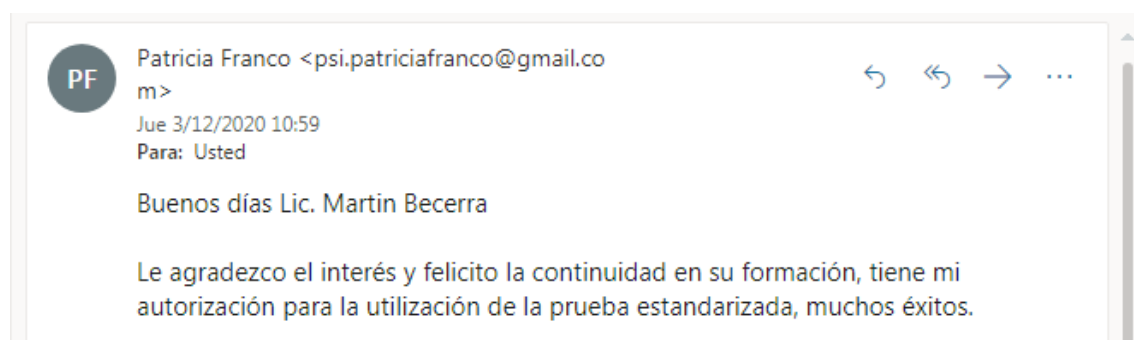 PF
Patricia Franco <psi.patriciafranco@gmail.co
m>
Jue 3/12/2020 10:59
Para: Usted
Buenos días Lic. Martin Becerra
Le agradezco el interés y felicito la continuidad en su formación, tiene mi
autorización para la utilización de la prueba estandarizada, muchos éxitos.